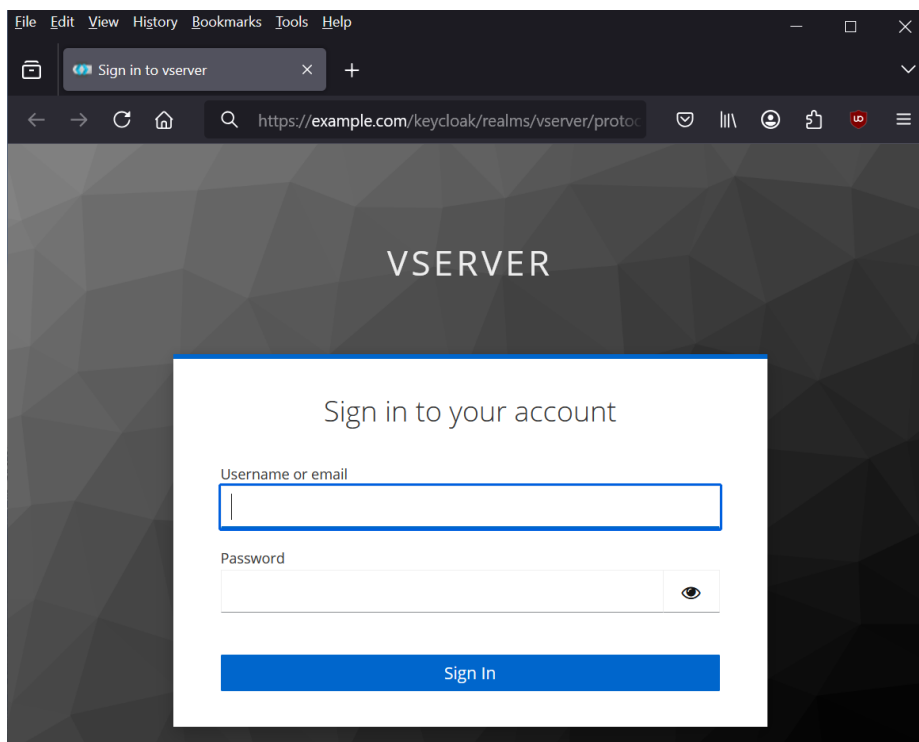 File Edit View History Bookmarks Tools Help
Sign in to vserver
https://example.com/keycloak/realms/vserver/protoc
VSERVER
Sign in to your account
Username or email
Password
Sign In